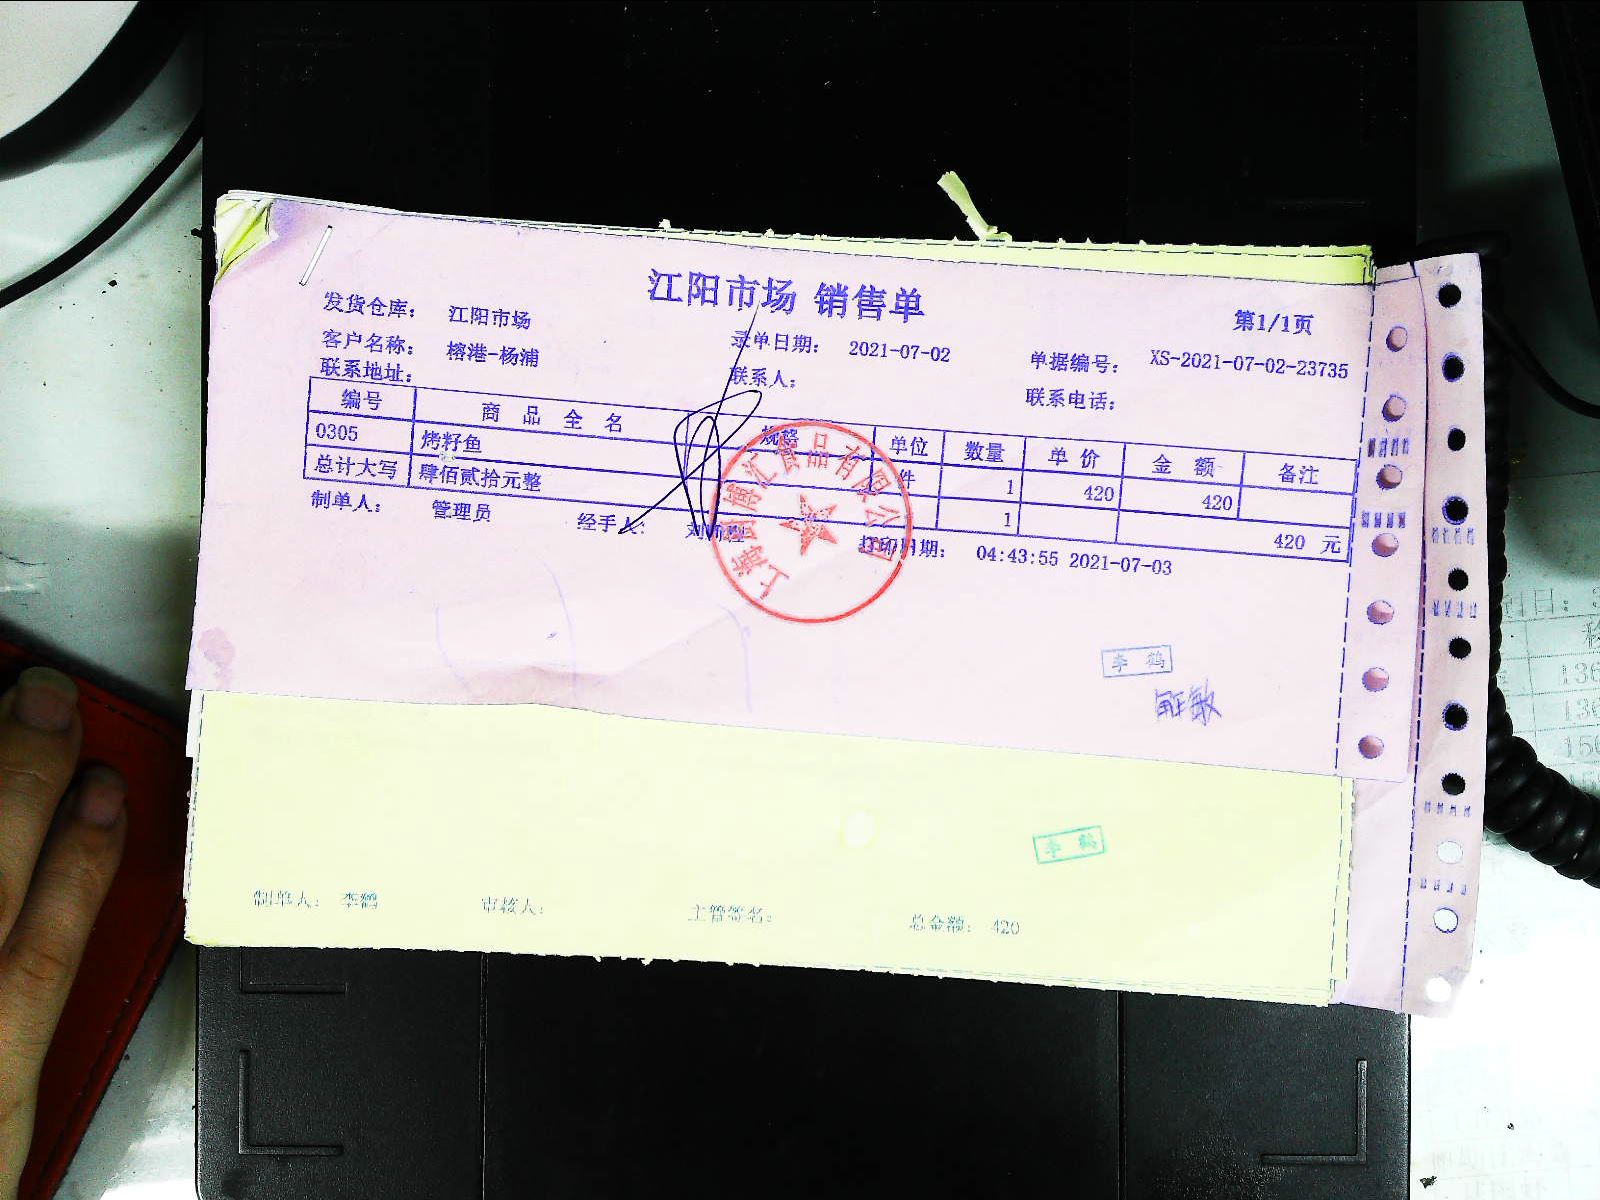 江阳市场 销售单
第1/1页
发货仓库： 江阳市场
客户名称： 榕港-杨浦 录单日期： 2021-07-02 单据编号： XS-2021-07-02-23735
联系地址： 联系人： 联系电话：
编号 商品全名 规格 单位 数量 单价 金额 备注
0305 烤籽鱼 件 1 420 420
总计大写 肆佰贰拾元整 1 420 元
制单人： 管理员 经手人： 打印日期： 04:43:55 2021-07-03
李鹤
李鹤
制单人： 李鹤 审核人： 主管签名： 总金额： 420